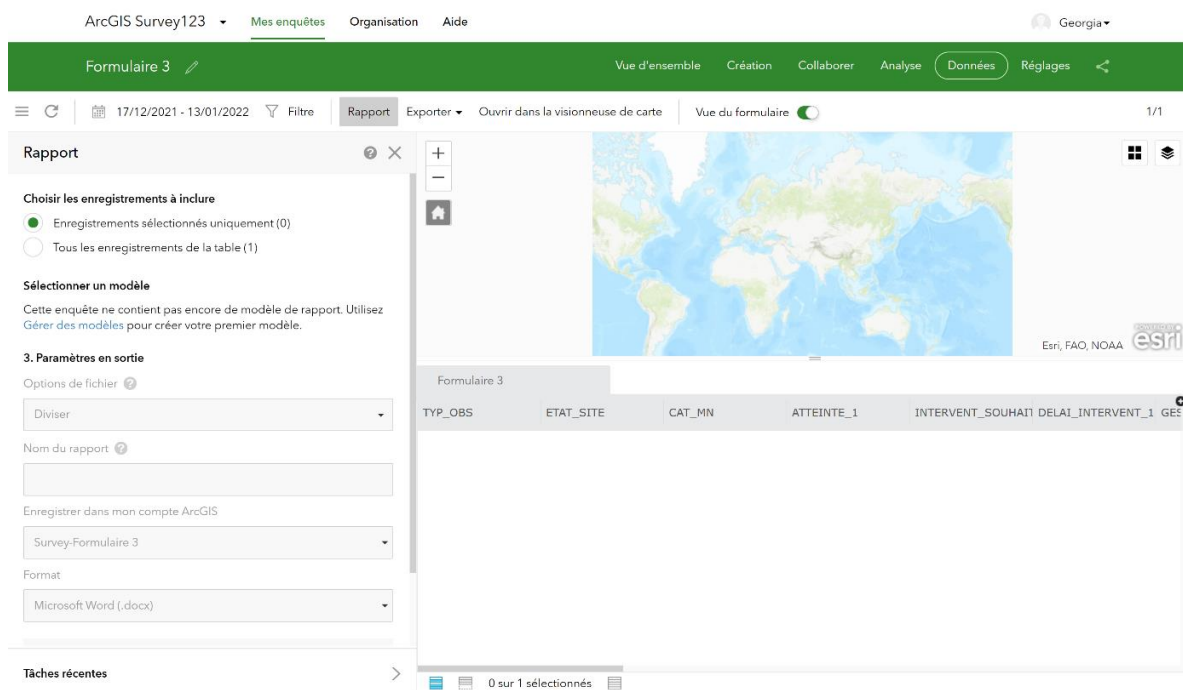 ArcGIS Survey123 Mes enquêtes Organisation Aide Georgia
Formulaire 3 Vue d'ensemble Création Collaborer Analyse Données Réglages
17/12/2021 - 13/01/2022 Filtre Rapport Exporter Ouvrir dans la visionneuse de carte Vue du formulaire 1/1
Rapport
Choisir les enregistrements à inclure
Enregistrements sélectionnés uniquement (0)
Tous les enregistrements de la table (1)
Sélectionner un modèle
Cette enquête ne contient pas encore de modèle de rapport. Utilisez
Gérer des modèles pour créer votre premier modèle.
3. Paramètres en sortie
Options de fichier
Diviser
Nom du rapport
Enregistrer dans mon compte ArcGIS
Survey-Formulaire 3
Format
Microsoft Word (.docx)
Tâches récentes
Esri, FAO, NOAA
POWERED BY
esri
Formulaire 3
TYP_OBS ETAT_SITE CAT_MN ATTEINTE_1 INTERVENT_SOUHAIT DELAI_INTERVENT_1 GES
0 sur 1 sélectionnés